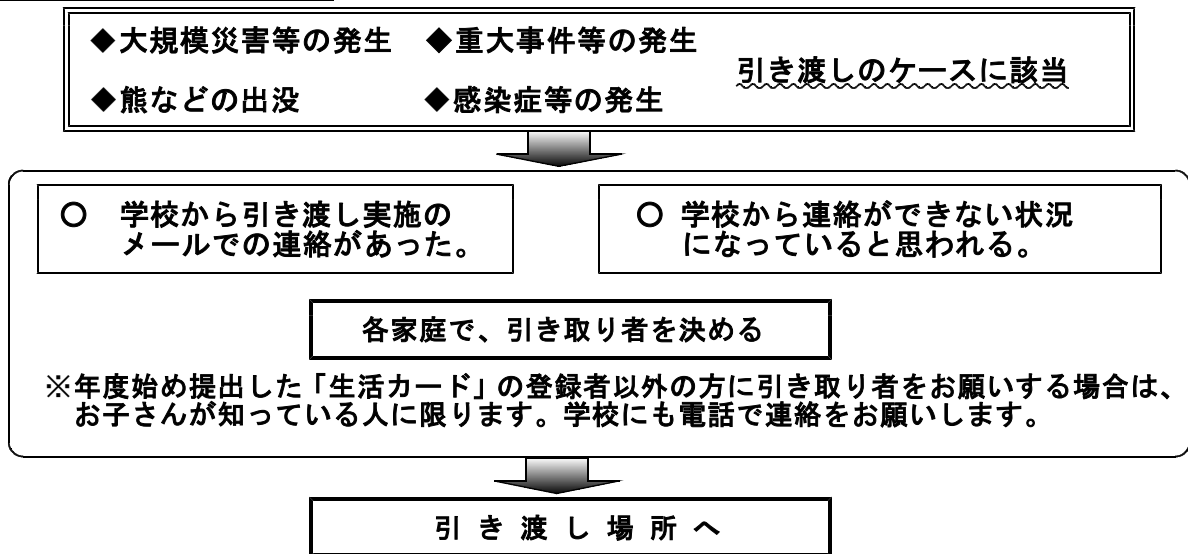 ◆大規模災害等の発生 ◆重大事件等の発生
引き渡しのケースに該当
◆熊などの出没 ◆感染症等の発生
○ 学校から引き渡し実施の
メールでの連絡があった。
○ 学校から連絡ができない状況
になっていると思われる。
各家庭で、引き取り者を決める
※年度始め提出した「生活カード」の登録者以外の方に引き取り者をお願いする場合は、
お子さんが知っている人に限ります。学校にも電話で連絡をお願いします。
引き渡し場所へ